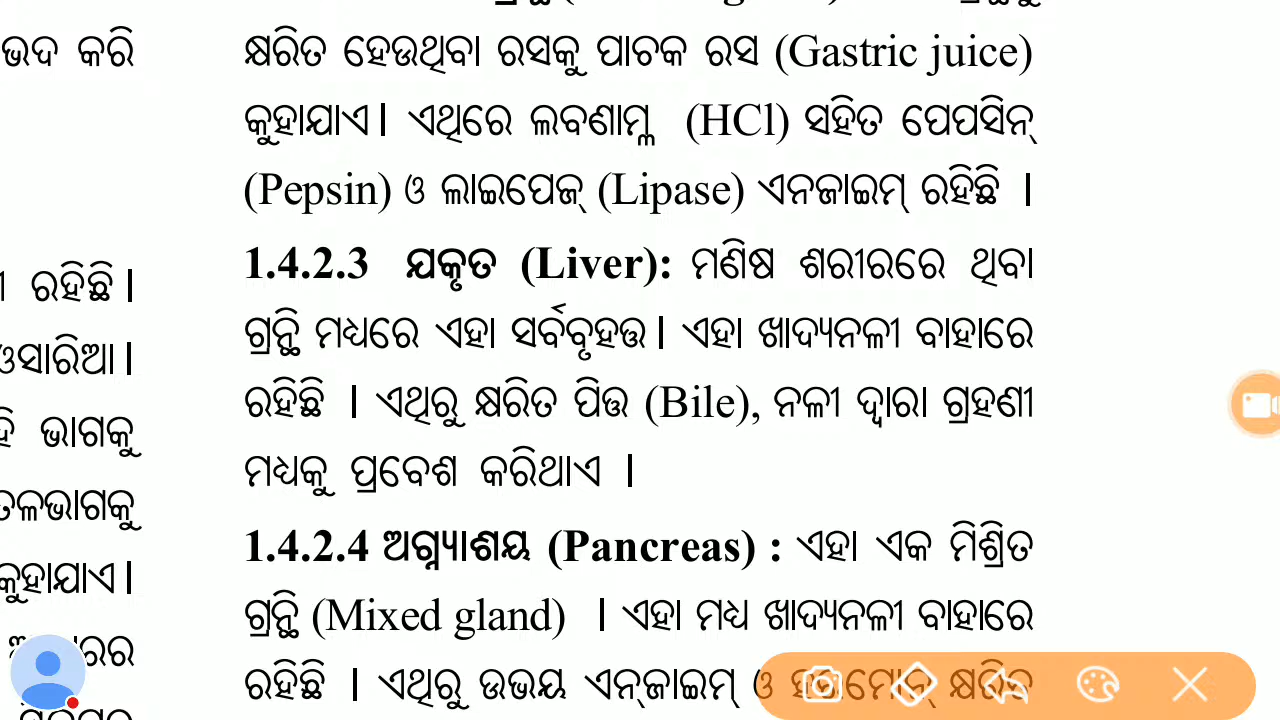 ଭଦ କରି
ରହିଛି।
ଓସାରିଆ।
ଭାଗକୁ
ତଳଭାଗକୁ
କୁହାଯାଏ।
କ୍ଷରିତ ହେଉଥିବା ରସକୁ ପାଚକ ରସ (Gastric juice)
କୁହାଯାଏ। ଏଥିରେ ଲବଣାମ୍ଳ (HCl) ସହିତ ପେପସିନ୍
(Pepsin) ଓ ଲାଇପେଜ୍ (Lipase) ଏନଜାଇମ୍ ରହିଛି ।
1.4.2.3 ଯକୃତ (Liver): ମଣିଷ ଶରୀରରେ ଥିବା
ଗ୍ରନ୍ଥି ମଧ୍ୟରେ ଏହା ସର୍ବବୃହତ୍ତ। ଏହା ଖାଦ୍ୟନଳୀ ବାହାରେ
ରହିଛି । ଏଥିରୁ କ୍ଷରିତ ପିତ୍ତ (Bile), ନଳୀ ଦ୍ୱାରା ଗ୍ରହଣୀ
ମଧ୍ୟକୁ ପ୍ରବେଶ କରିଥାଏ ।
1.4.2.4 ଅଗ୍ନ୍ୟାଶୟ (Pancreas) : ଏହା ଏକ ମିଶ୍ରିତ
ଗ୍ରନ୍ଥି (Mixed gland) । ଏହା ମଧ୍ୟ ଖାଦ୍ୟନଳୀ ବାହାରେ
ରହିଛି । ଏଥିରୁ ଉଭୟ ଏନ୍‌ଜାଇମ୍ ଓ ହରମୋନ୍ କ୍ଷରିତ